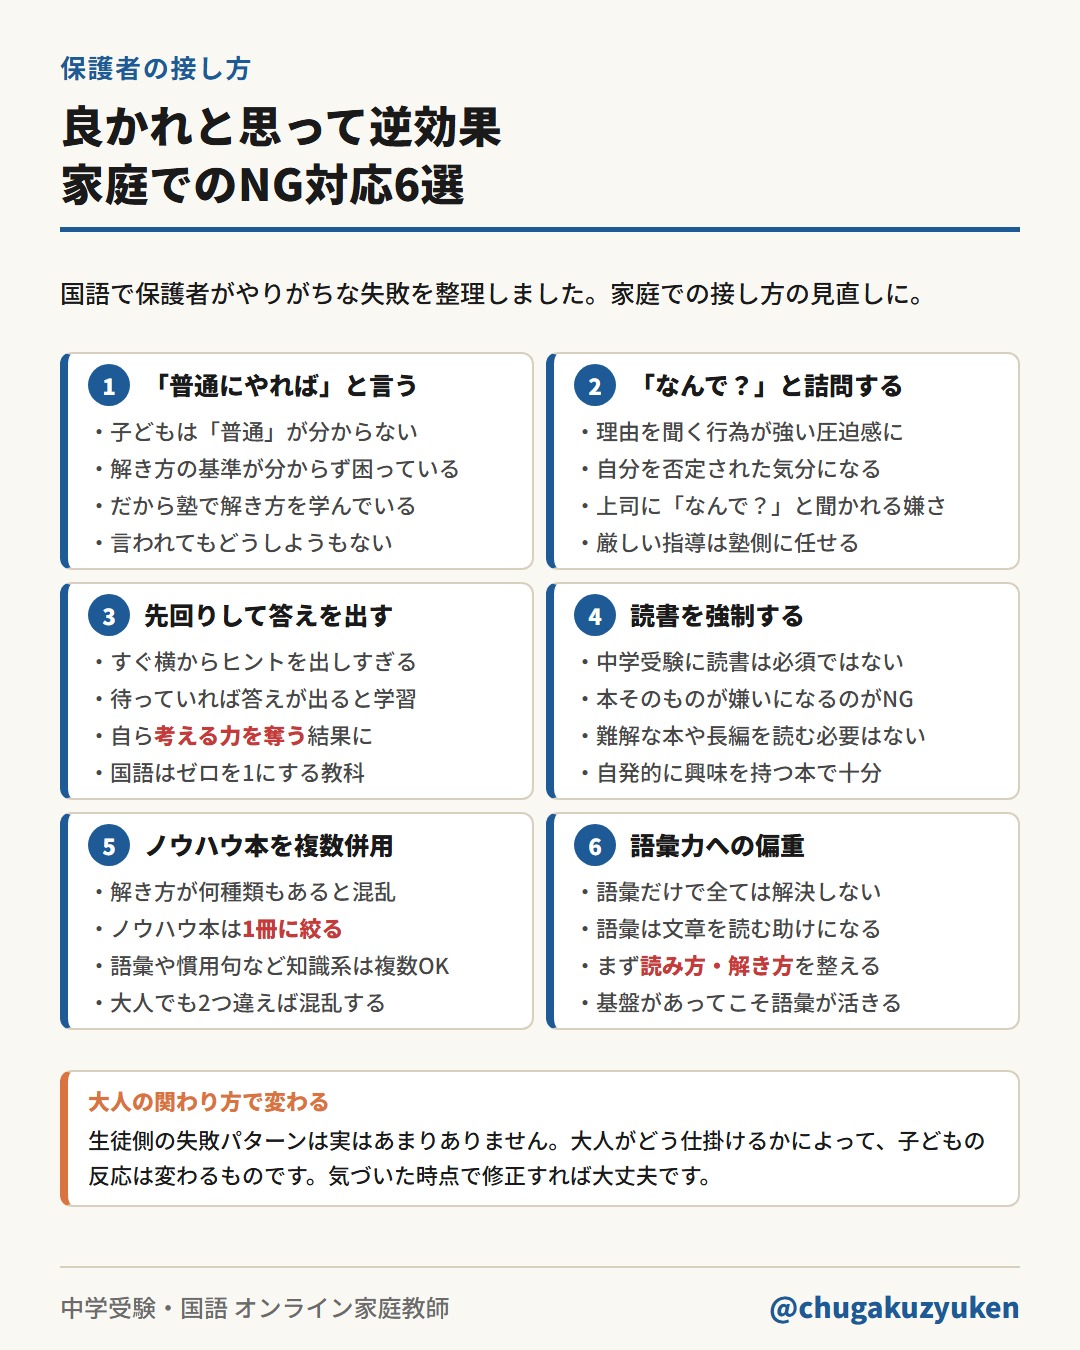 保護者の接し方
良かれと思って逆効果
家庭でのNG対応6選
国語で保護者がやりがちな失敗を整理しました。家庭での接し方の見直しに。
1 「普通にやれば」と言う
・子どもは「普通」が分からない
・解き方の基準が分からず困っている
・だから塾で解き方を学んでいる
・言われてもどうしようもない
2 「なんで？」と詰問する
・理由を聞く行為が強い圧迫感に
・自分を否定された気分になる
・上司に「なんで？」と聞かれる嫌さ
・厳しい指導は塾側に任せる
3 先回りして答えを出す
・すぐ横からヒントを出しすぎる
・待っていれば答えが出ると学習
・自ら考える力を奪う結果に
・国語はゼロを1にする教科
4 読書を強制する
・中学受験に読書は必須ではない
・本そのものが嫌いになるのがNG
・難解な本や長編を読む必要はない
・自発的に興味を持つ本で十分
5 ノウハウ本を複数併用
・解き方が何種類もあると混乱
・ノウハウ本は1冊に絞る
・語彙や慣用句など知識系は複数OK
・大人でも2つ違えば混乱する
6 語彙力への偏重
・語彙だけで全ては解決しない
・語彙は文章を読む助けになる
・まず読み方・解き方を整える
・基盤があってこそ語彙が活きる
大人の関わり方で変わる
生徒側の失敗パターンは実はあまりありません。大人がどう仕掛けるかによって、子どもの
反応は変わるものです。気づいた時点で修正すれば大丈夫です。
中学受験・国語 オンライン家庭教師
@chugakuzyuken